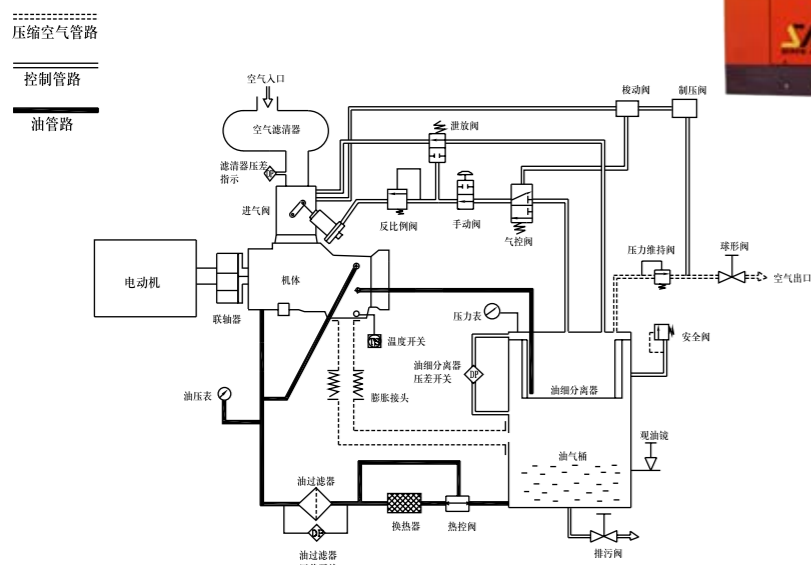 压缩空气管路
控制管路
油管路
空气入口
空气滤清器
滤清器压差
指示
DP
进气阀
泄放阀
梭动阀
制压阀
反比例阀
手动阀
气控阀
压力维持阀
球形阀
空气出口
电动机
联轴器
机体
温度开关
压力表
安全阀
油细分离器
压差开关
DP
油细分离器
膨胀接头
油压表
观油镜
油气桶
油过滤器
DP
换热器
热控阀
排污阀
油过滤器